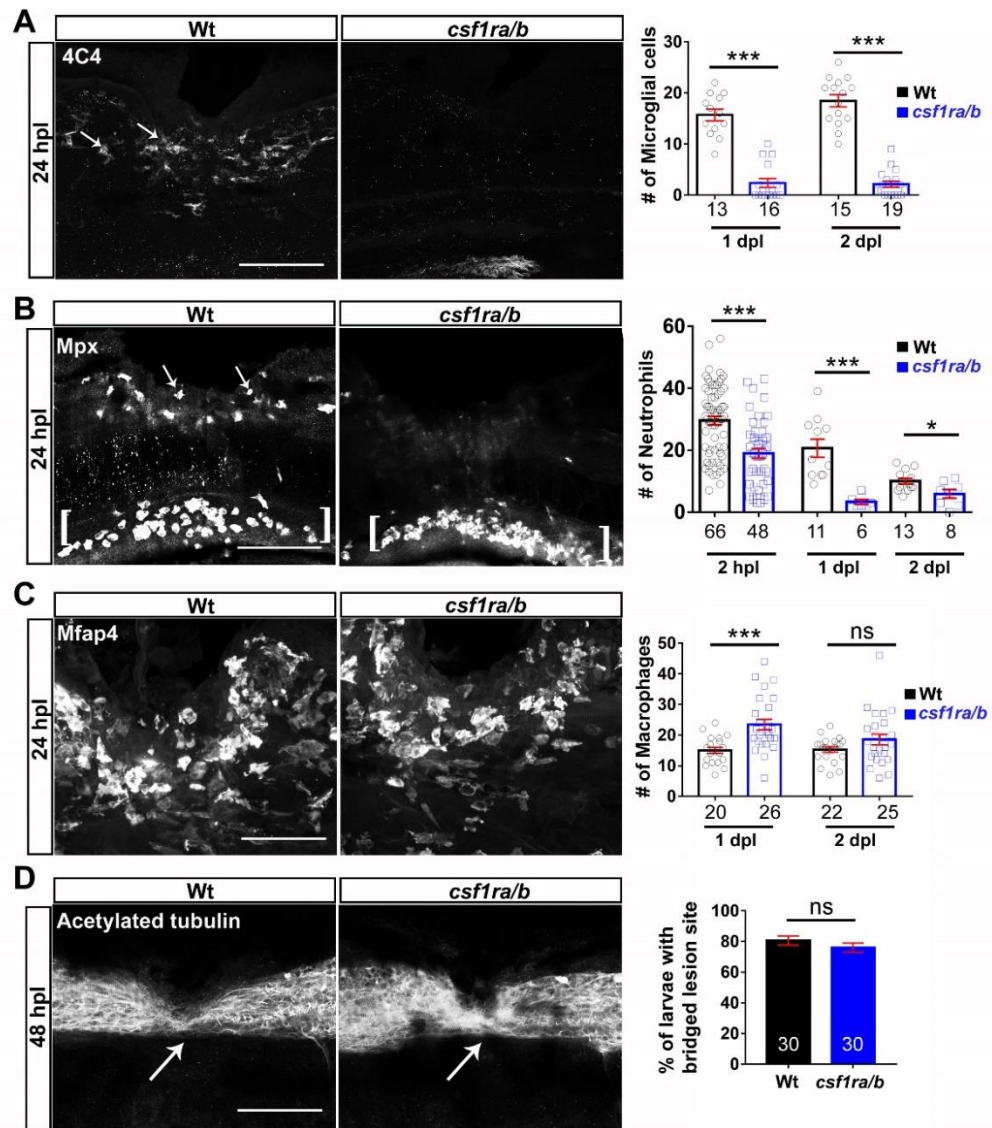 A
Wt
csf1ra/b
24 hpl
4C4
# of Microglial cells
30
20
10
0
***
***
Wt
csf1ra/b
13 16 15 19
1 dpl 2 dpl
B
Wt
csf1ra/b
24 hpl
Mpx
[ ]
[ ]
# of Neutrophils
60
40
20
0
***
***
*
Wt
csf1ra/b
66 48 11 6 13 8
2 hpl 1 dpl 2 dpl
C
Wt
csf1ra/b
24 hpl
Mfap4
# of Macrophages
50
40
30
20
10
0
***
ns
Wt
csf1ra/b
20 26 22 25
1 dpl 2 dpl
D
Wt
csf1ra/b
48 hpl
Acetylated tubulin
% of larvae with
bridged lesion site
100
80
60
40
20
0
ns
30 30
Wt csf1ra/b